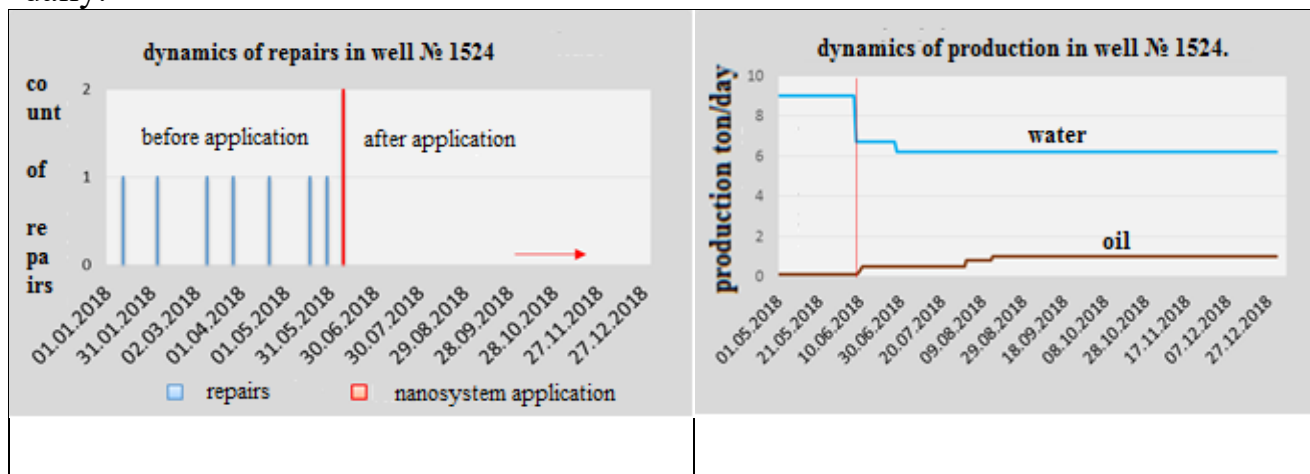 daily.
dynamics of repairs in well № 1524
co
unt
of
re
pa
irs
2
1
0
before application
after application
01.01.2018
31.01.2018
02.03.2018
01.04.2018
01.05.2018
31.05.2018
30.06.2018
30.07.2018
29.08.2018
28.09.2018
28.10.2018
27.11.2018
27.12.2018
repairs
nanosystem application
dynamics of production in well № 1524.
production ton/day
10
8
6
4
2
0
water
oil
01.05.2018
21.05.2018
10.06.2018
30.06.2018
20.07.2018
09.08.2018
29.08.2018
18.09.2018
08.10.2018
28.10.2018
17.11.2018
07.12.2018
27.12.2018